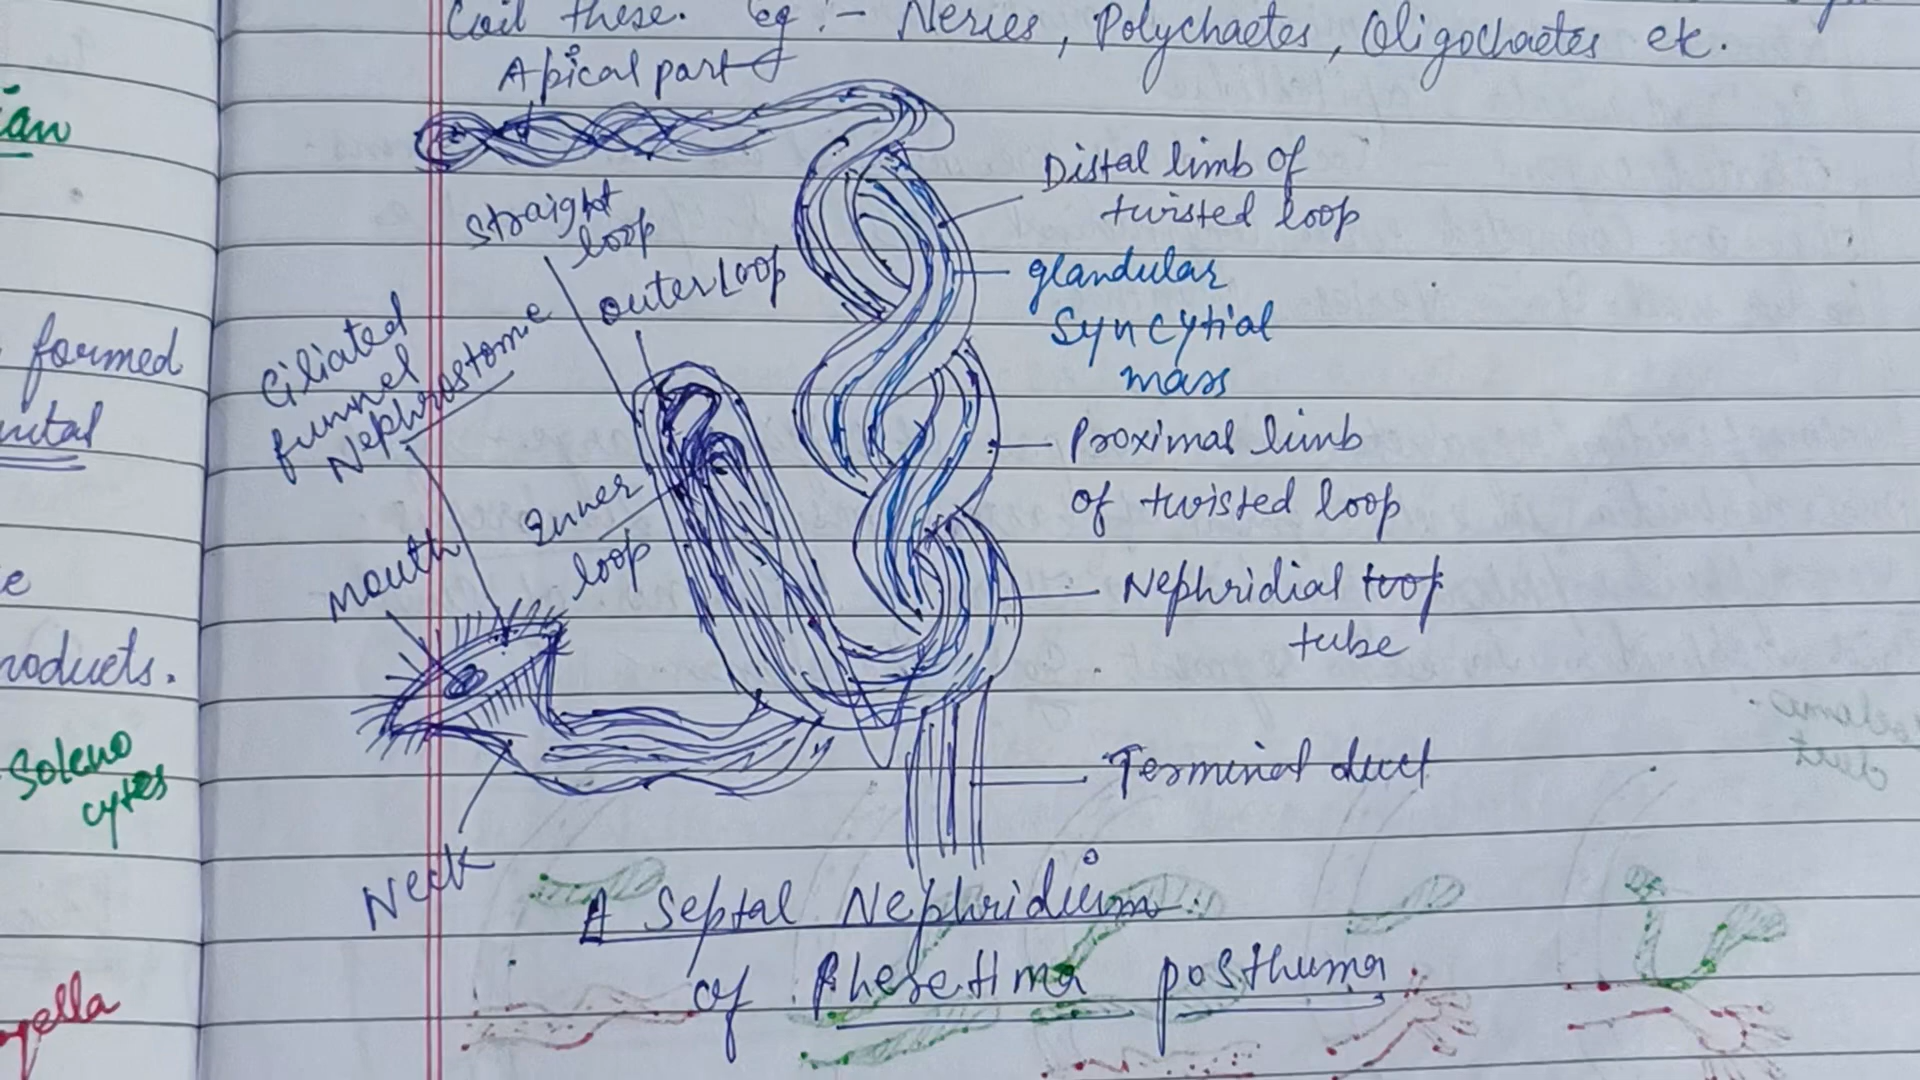 Coil these. eg :- Neries, Polychaetes, Oligochaetes etc.
Apical part
Straight
loop
outer Loop
Ciliated
funnel
Nephrostome
Inner
loop
Mouth
Neck
Distal limb of
twisted loop
glandular
Syncytial
mass
Proximal limb
of twisted loop
Nephridial loop
tube
Terminal duct
A Septal Nephridium
of Pheretima posthuma.
formed
e
roducts.
Soleno
cytes